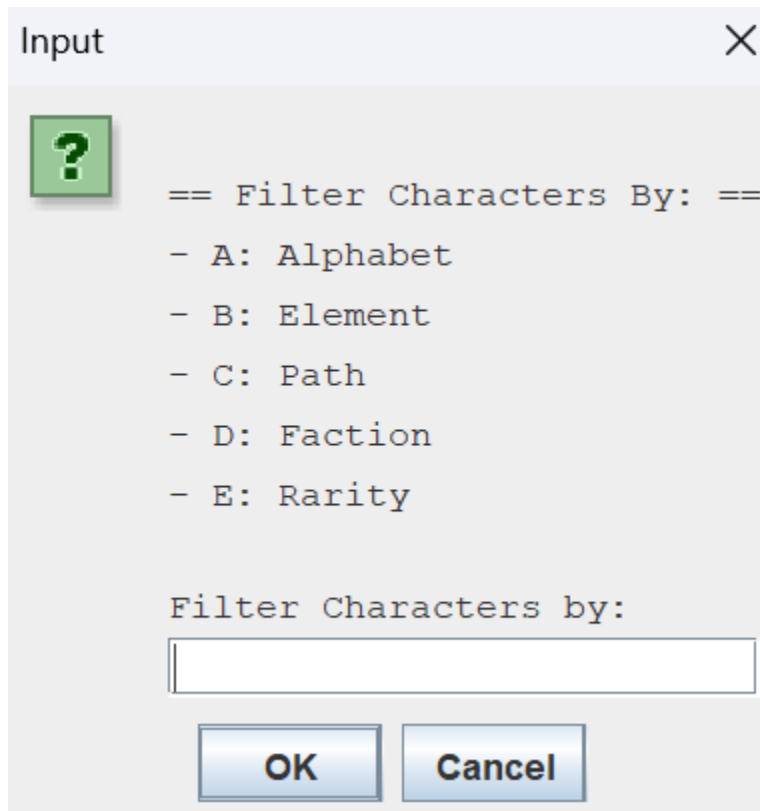 Input
== Filter Characters By: ==
- A: Alphabet
- B: Element
- C: Path
- D: Faction
- E: Rarity
Filter Characters by:
OK Cancel